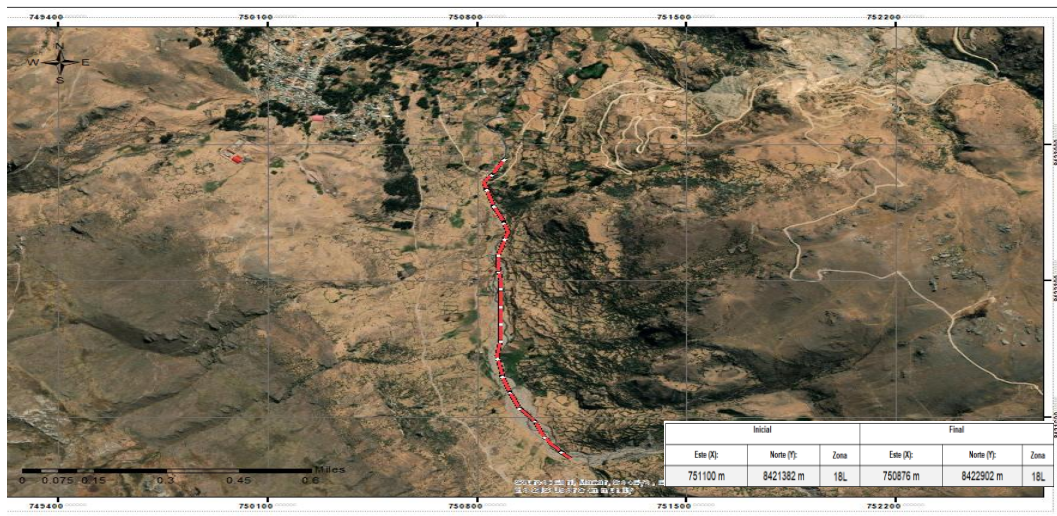 749400 750100 750800 751500 752200
N
W E
S
Inicial Final
Este (X): Norte (Y): Zona Este (X): Norte (Y): Zona
751100 m 8421382 m 18L 750876 m 8422902 m 18L
Miles
0 0.075 0.15 0.3 0.45 0.6
749400 750100 750800 751500 752200